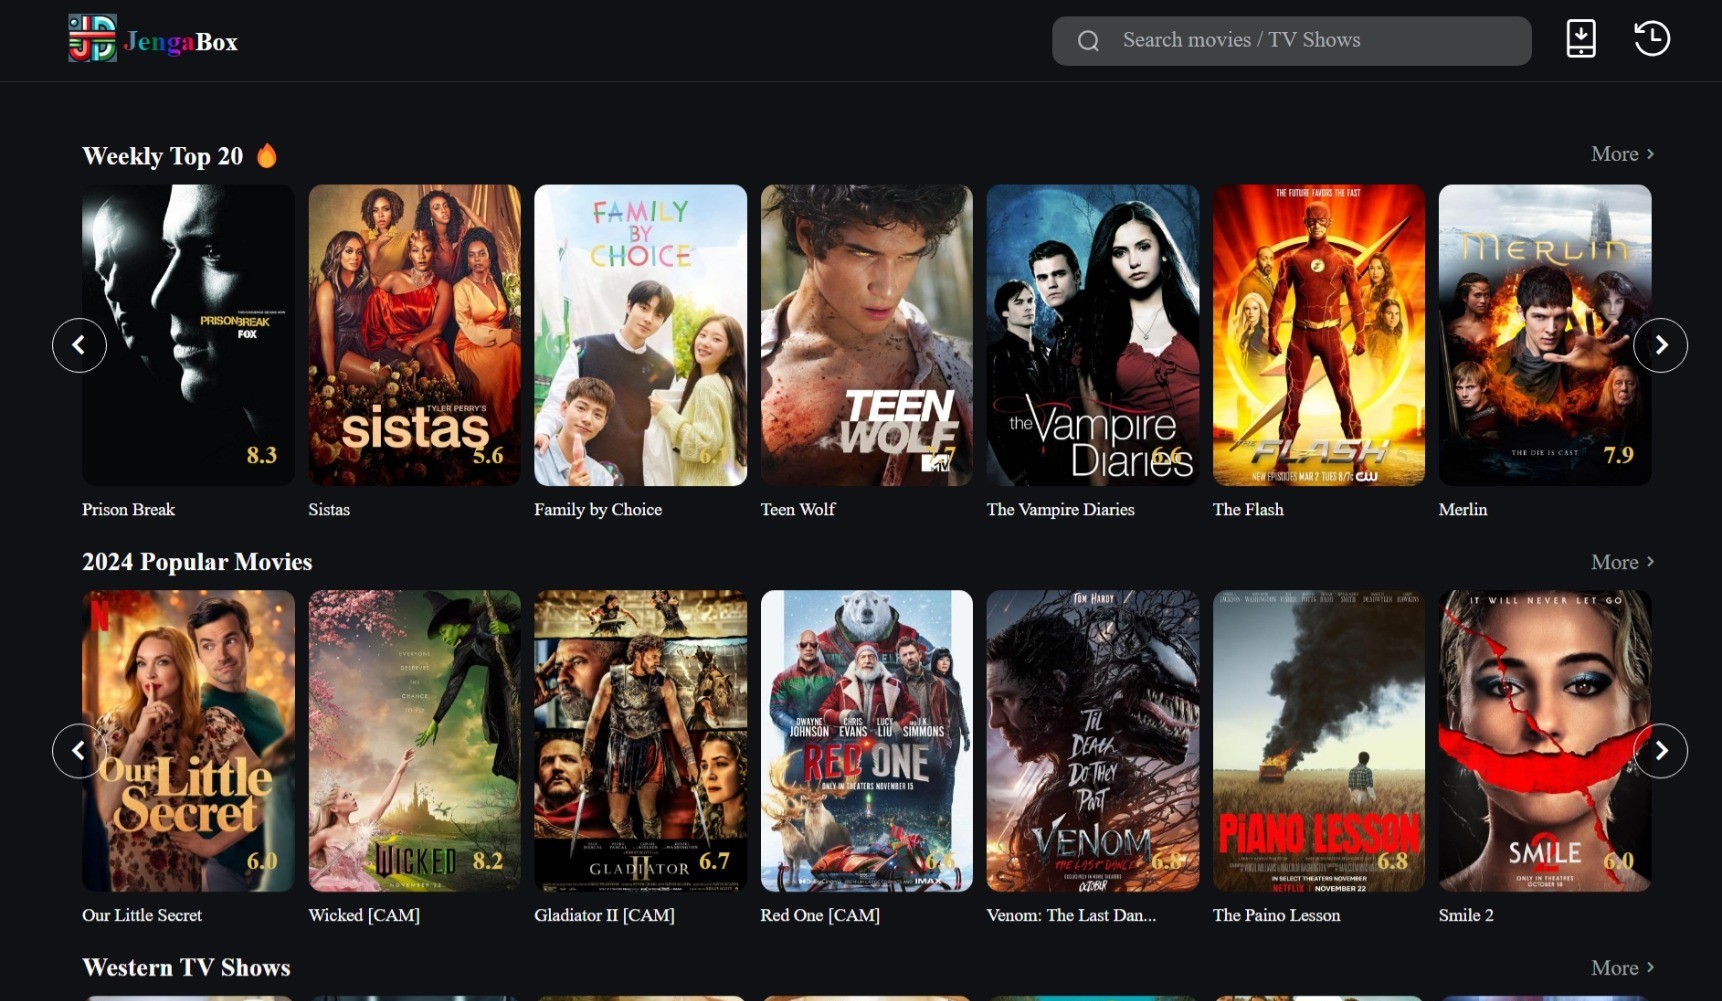 JengaBox
Search movies / TV Shows
Weekly Top 20
More
PRISON BREAK
FOX
8.3
TYLER PERRY'S
sistas
5.6
FAMILY
BY
CHOICE
TEEN
WOLF
the Vampire
Diaries
6.6
THE FUTURE FAVORS THE FAST
THE FLASH
NEW EPISODES MAR 2 TUES 8/7c CW
MERLIN
THE DIE IS CAST
7.9
Prison Break
Sistas
Family by Choice
Teen Wolf
The Vampire Diaries
The Flash
Merlin
2024 Popular Movies
More
N
Our Little
Secret
6.0
EVERYONE
DESERVES
THE
CHANCE
TO FLY
WICKED
NOVEMBER 22
8.2
GLADIATOR
II
6.7
DWAYNE JOHNSON
CHRIS EVANS
LUCY LIU
J.K. SIMMONS
RED ONE
ONLY IN THEATERS NOVEMBER 15
IMAX
6.6
TOM HARDY
'TIL
DEATH
DO THEY
PART
VENOM
THE LAST DANCE
OCTOBER
6.8
PIANO LESSON
IN SELECT THEATERS NOVEMBER
NETFLIX | NOVEMBER 22
6.8
IT WILL NEVER LET GO
SMILE
2
ONLY IN THEATRES
OCTOBER 18
6.0
Our Little Secret
Wicked [CAM]
Gladiator II [CAM]
Red One [CAM]
Venom: The Last Dan...
The Paino Lesson
Smile 2
Western TV Shows
More